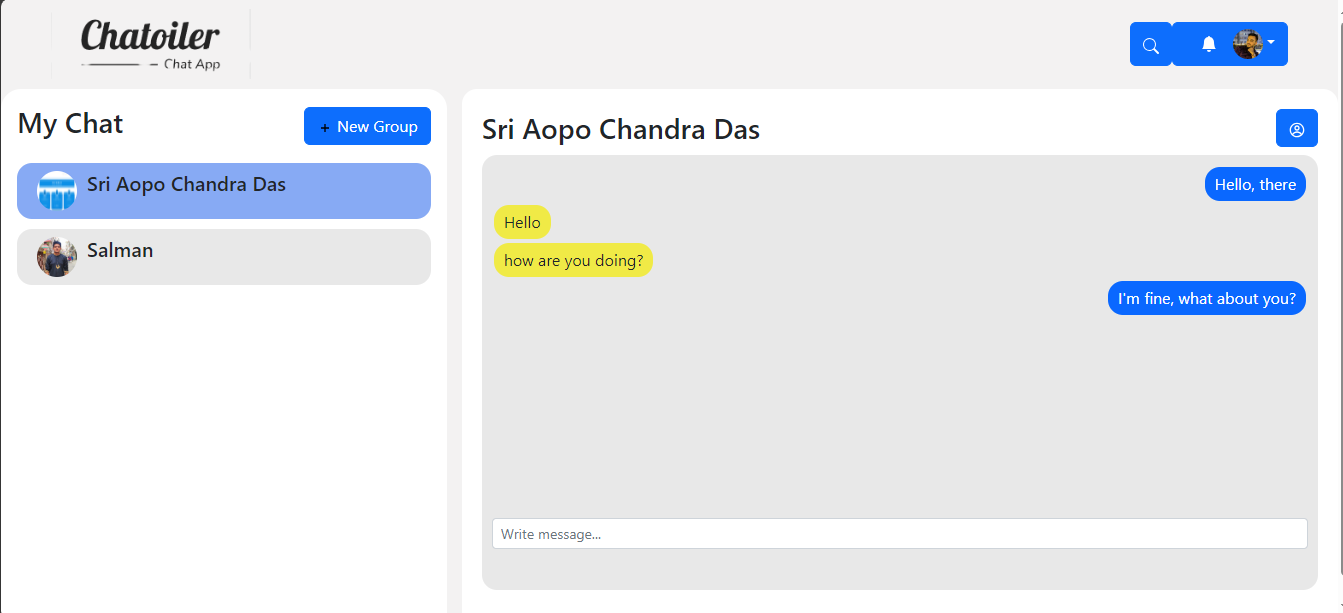 Chatoiler
Chat App
My Chat
+ New Group
Sri Aopo Chandra Das
Salman
Sri Aopo Chandra Das
Hello, there
Hello
how are you doing?
I'm fine, what about you?
Write message...